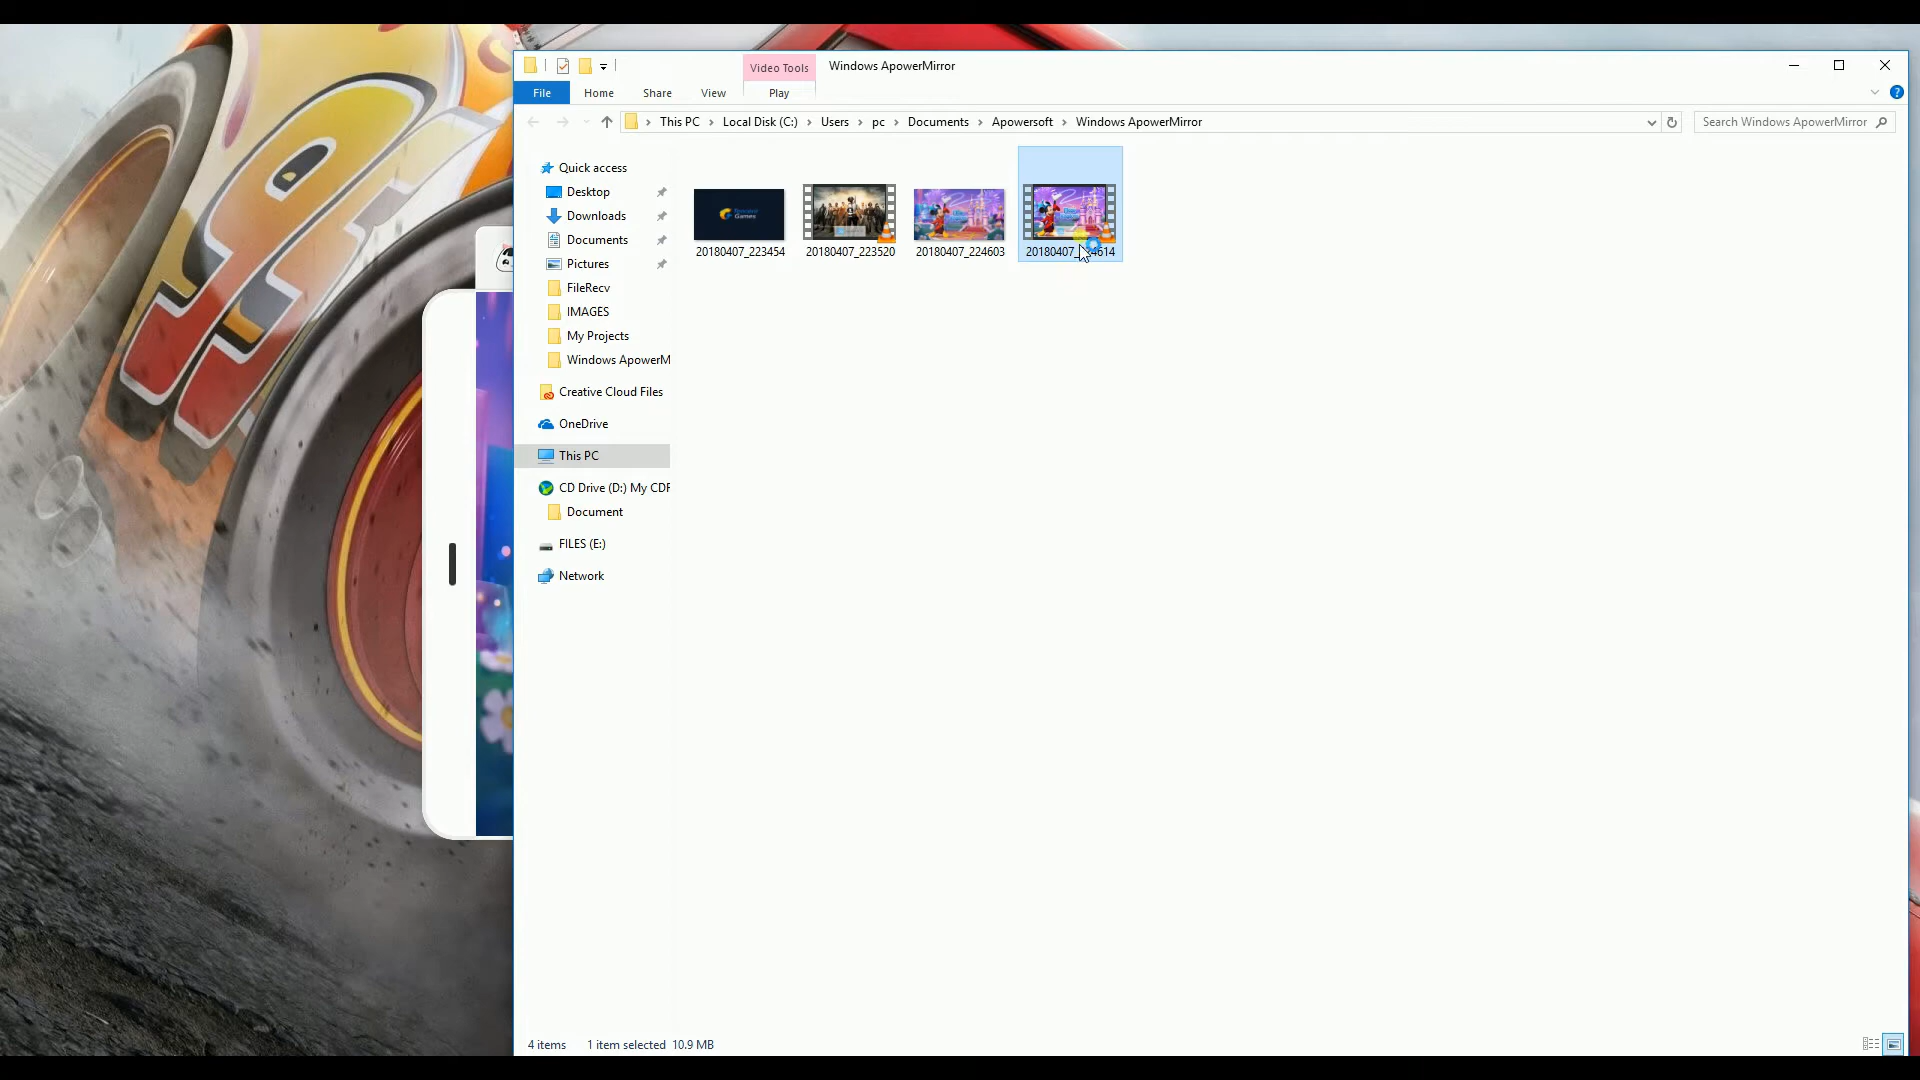 Video Tools
Windows ApowerMirror
File
Home
Share
View
Play
This PC
Local Disk (C:)
Users
pc
Documents
Apowersoft
Windows ApowerMirror
Search Windows ApowerMirror
Quick access
Desktop
Downloads
Documents
Pictures
FileRecv
IMAGES
My Projects
Windows ApowerM
Creative Cloud Files
OneDrive
This PC
CD Drive (D:) My CDF
Document
FILES (E:)
Network
Games
20180407_223454
20180407_223520
20180407_224603
4 items
1 item selected 10.9 MB